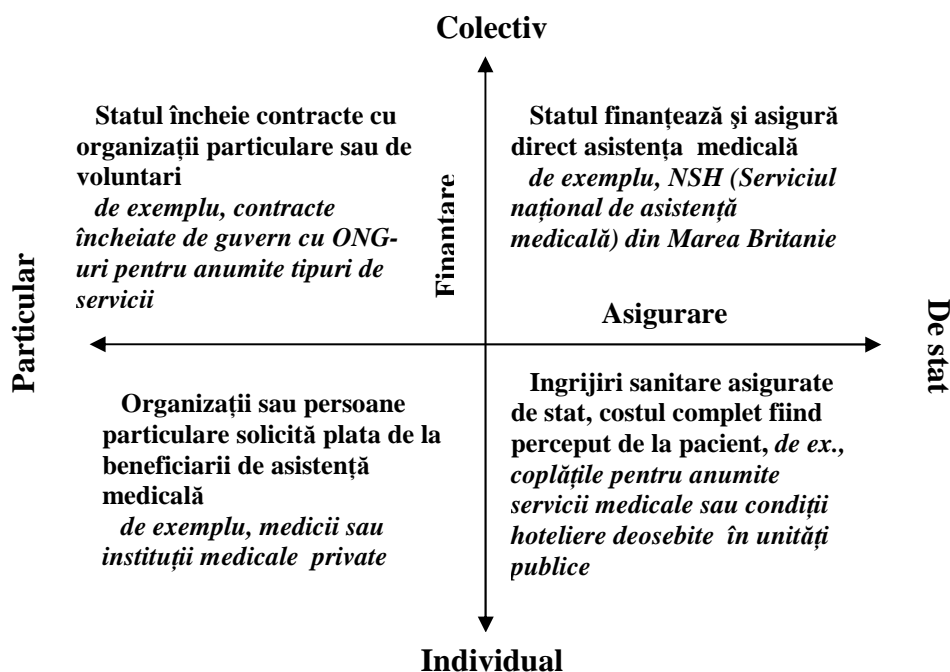 Colectiv
Statul încheie contracte cu
organizații particulare sau de
voluntari
de exemplu, contracte
încheiate de guvern cu ONG-
uri pentru anumite tipuri de
servicii
Finantare
Statul finanțează şi asigură
direct asistența medicală
de exemplu, NSH (Serviciul
național de asistență
medicală) din Marea Britanie
Particular
Asigurare
De stat
Organizații sau persoane
particulare solicită plata de la
beneficiarii de asistență
medicală
de exemplu, medicii sau
instituții medicale private
Ingrijiri sanitare asigurate
de stat, costul complet fiind
perceput de la pacient, de ex.,
coplățile pentru anumite
servicii medicale sau condiții
hoteliere deosebite în unități
publice
Individual